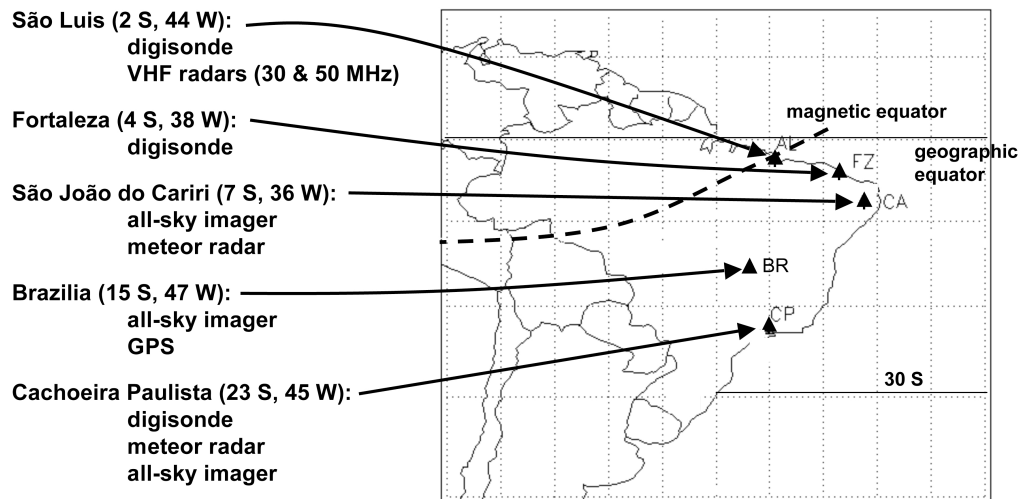 São Luis (2 S, 44 W):
digisonde
VHF radars (30 & 50 MHz)
Fortaleza (4 S, 38 W):
digisonde
São João do Cariri (7 S, 36 W):
all-sky imager
meteor radar
Brazilia (15 S, 47 W):
all-sky imager
GPS
Cachoeira Paulista (23 S, 45 W):
digisonde
meteor radar
all-sky imager
magnetic equator
AL
geographic
equator
FZ
CA
BR
CP
30 S